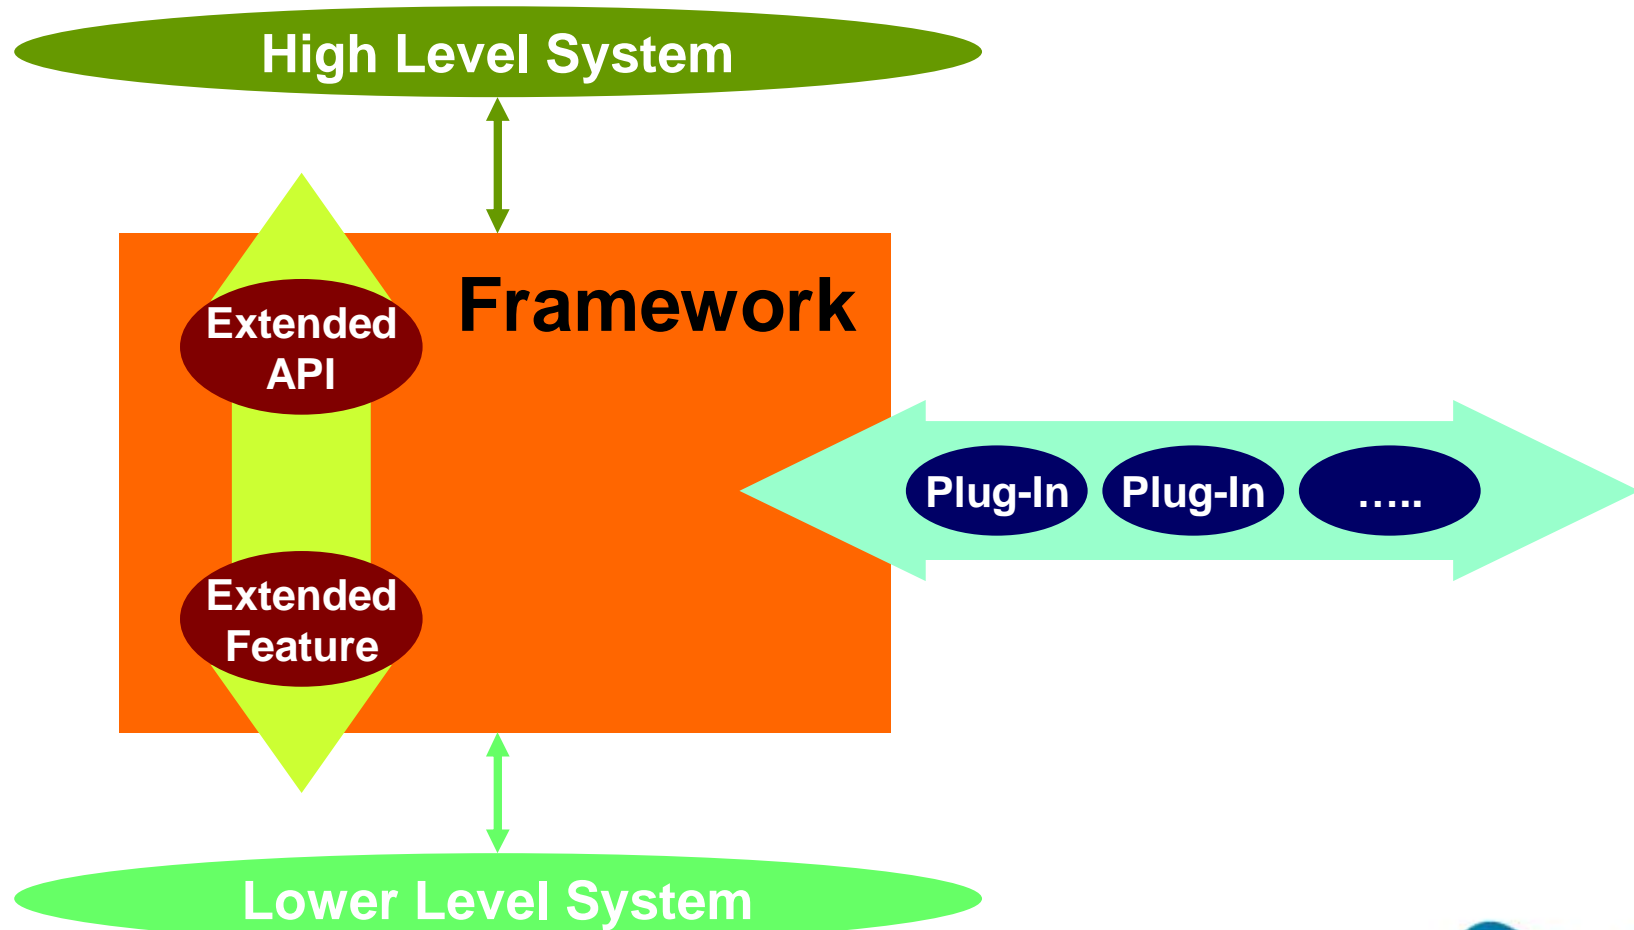 High Level System
Framework
Extended
API
Plug-In
Plug-In
…..
Extended
Feature
Lower Level System